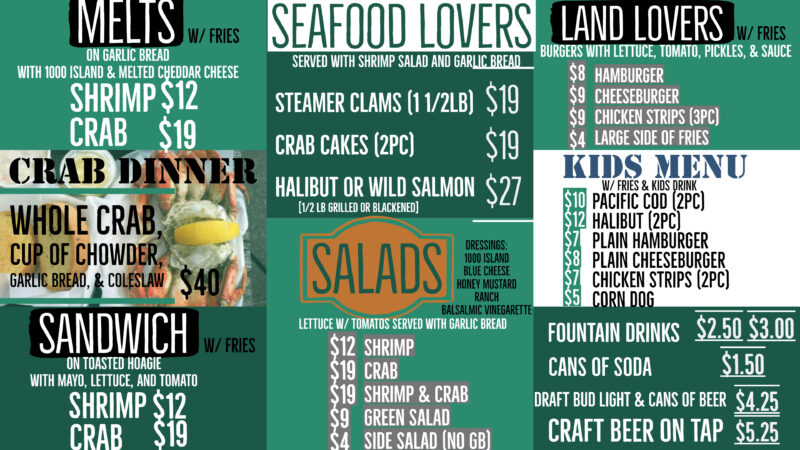 MELTS W/ FRIES
ON GARLIC BREAD
WITH 1000 ISLAND & MELTED CHEDDAR CHEESE
SHRIMP $12
CRAB $19
CRAB DINNER
WHOLE CRAB,
CUP OF CHOWDER,
GARLIC BREAD, & COLESLAW $40
SANDWICH W/ FRIES
ON TOASTED HOAGIE
WITH MAYO, LETTUCE, AND TOMATO
SHRIMP $12
CRAB $19
SEAFOOD LOVERS
SERVED WITH SHRIMP SALAD AND GARLIC BREAD
STEAMER CLAMS (1 1/2LB) $19
CRAB CAKES (2PC) $19
HALIBUT OR WILD SALMON $27
[1/2 LB GRILLED OR BLACKENED]
SALADS
DRESSINGS:
1000 ISLAND
BLUE CHEESE
HONEY MUSTARD
RANCH
BALSALMIC VINEGARETTE
LETTUCE W/ TOMATOS SERVED WITH GARLIC BREAD
$12 SHRIMP
$19 CRAB
$19 SHRIMP & CRAB
$9 GREEN SALAD
$4 SIDE SALAD (NO GB)
LAND LOVERS W/ FRIES
BURGERS WITH LETTUCE, TOMATO, PICKLES, & SAUCE
$8 HAMBURGER
$9 CHEESEBURGER
$9 CHICKEN STRIPS (3PC)
$4 LARGE SIDE OF FRIES
KIDS MENU
W/ FRIES & KIDS DRINK
$10 PACIFIC COD (2PC)
$12 HALIBUT (2PC)
$7 PLAIN HAMBURGER
$8 PLAIN CHEESEBURGER
$7 CHICKEN STRIPS (2PC)
$5 CORN DOG
FOUNTAIN DRINKS $2.50 $3.00
CANS OF SODA $1.50
DRAFT BUD LIGHT & CANS OF BEER $4.25
CRAFT BEER ON TAP $5.25